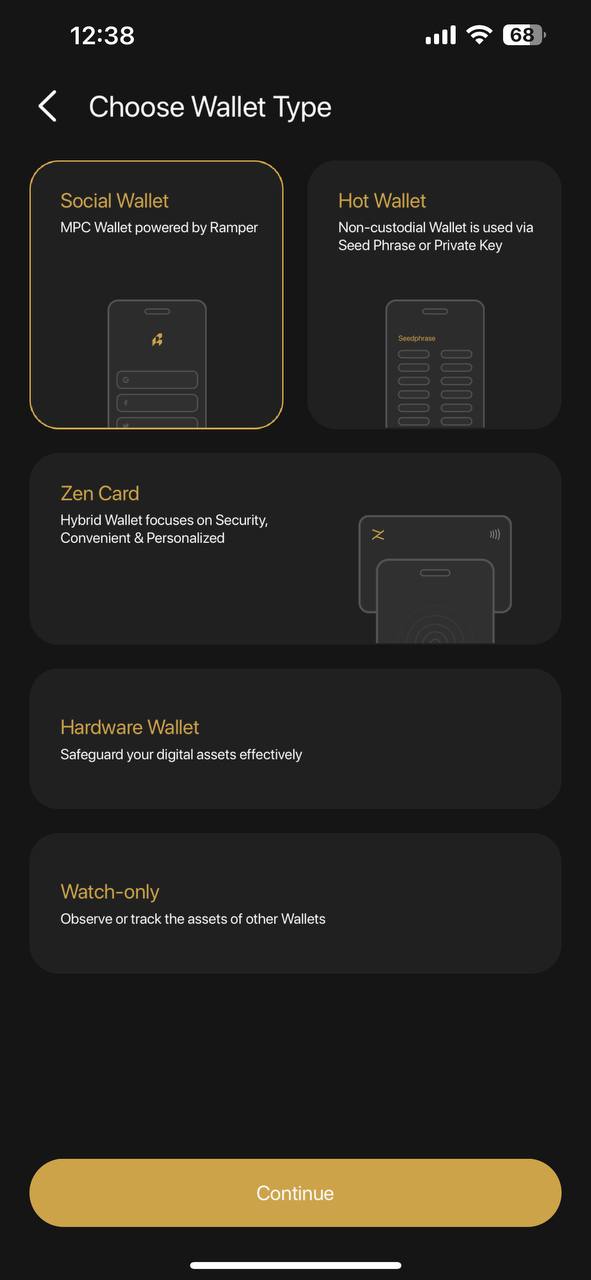 12:38
68
Choose Wallet Type
Social Wallet
MPC Wallet powered by Ramper
Hot Wallet
Non-custodial Wallet is used via
Seed Phrase or Private Key
Seedphrase
Zen Card
Hybrid Wallet focuses on Security,
Convenient & Personalized
Hardware Wallet
Safeguard your digital assets effectively
Watch-only
Observe or track the assets of other Wallets
Continue